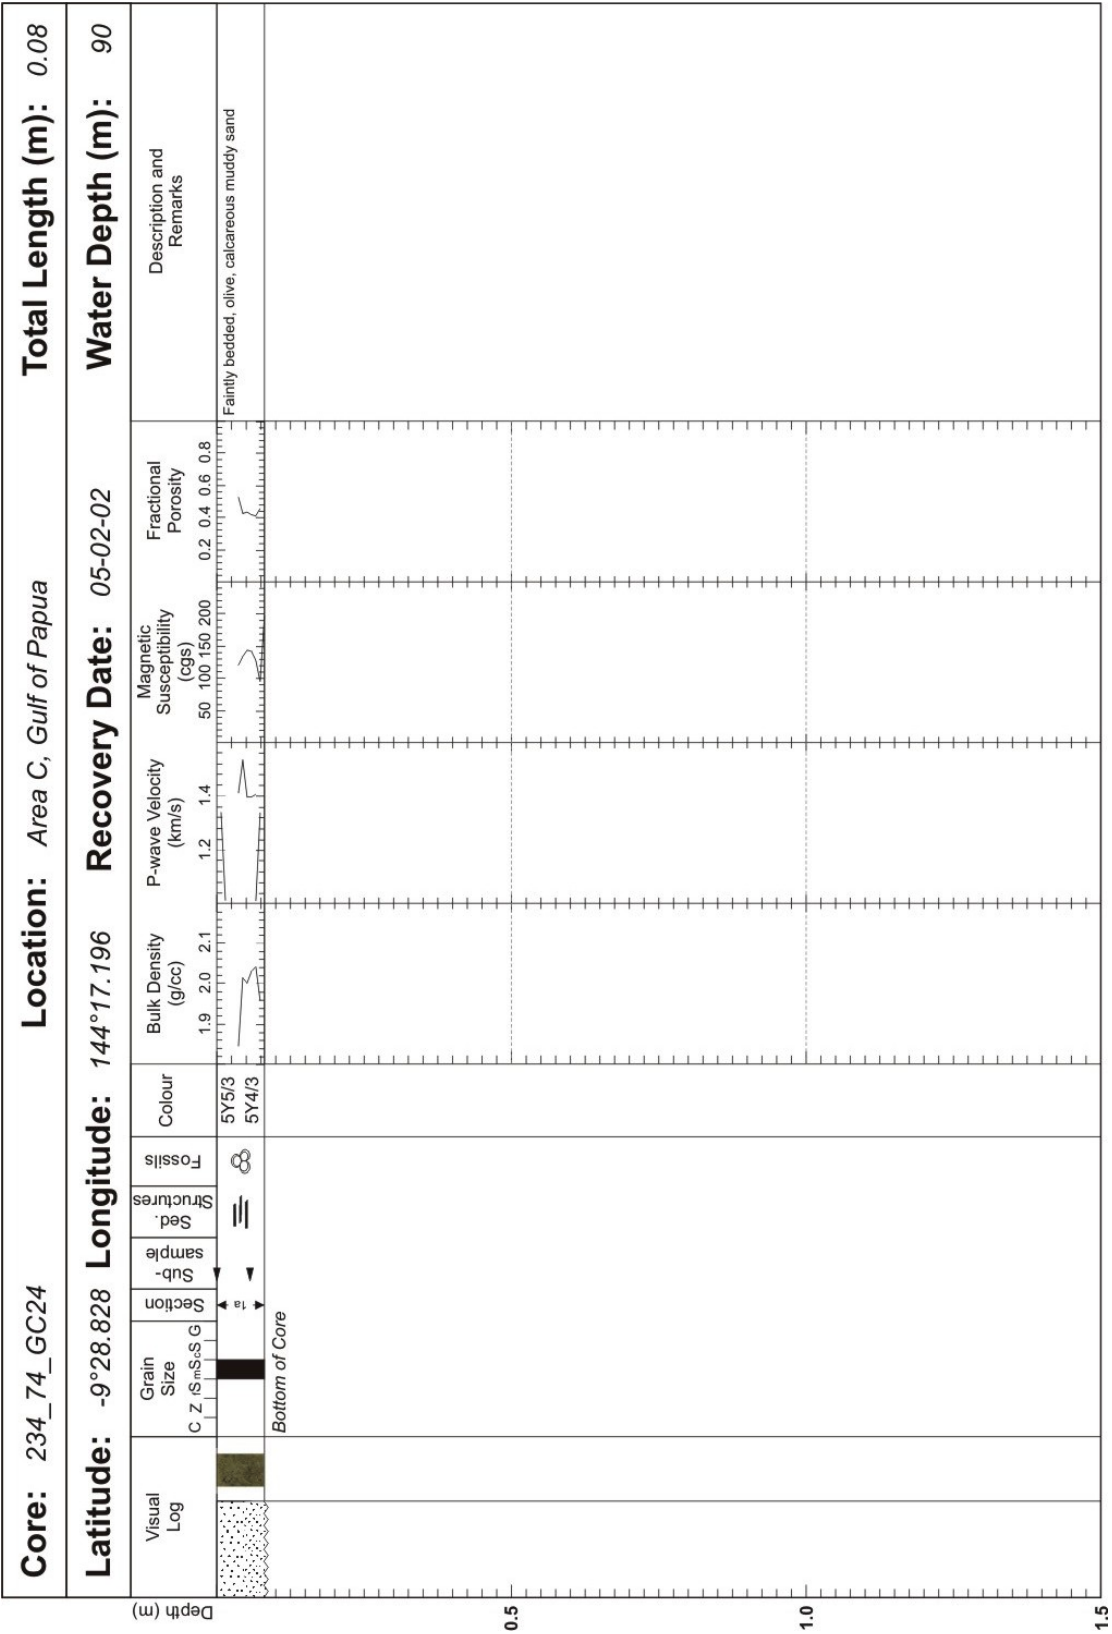 Core: 234_74_GC24 Location: Area C, Gulf of Papua Total Length (m): 0.08
Latitude: -9°28.828 Longitude: 144°17.196 Recovery Date: 05-02-02 Water Depth (m): 90
Depth (m)
Visual
Log
Grain
Size
C Z fS mS cS G
Section
Sub-
sample
Sed.
Structures
Fossils
Colour
Bulk Density
(g/cc)
1.9 2.0 2.1
P-wave Velocity
(km/s)
1.2 1.4
Magnetic
Susceptibility
(cgs)
50 100 150 200
Fractional
Porosity
0.2 0.4 0.6 0.8
Description and
Remarks
1a
5Y5/3
5Y4/3
Faintly bedded, olive, calcareous muddy sand
Bottom of Core
0.5
1.0
1.5